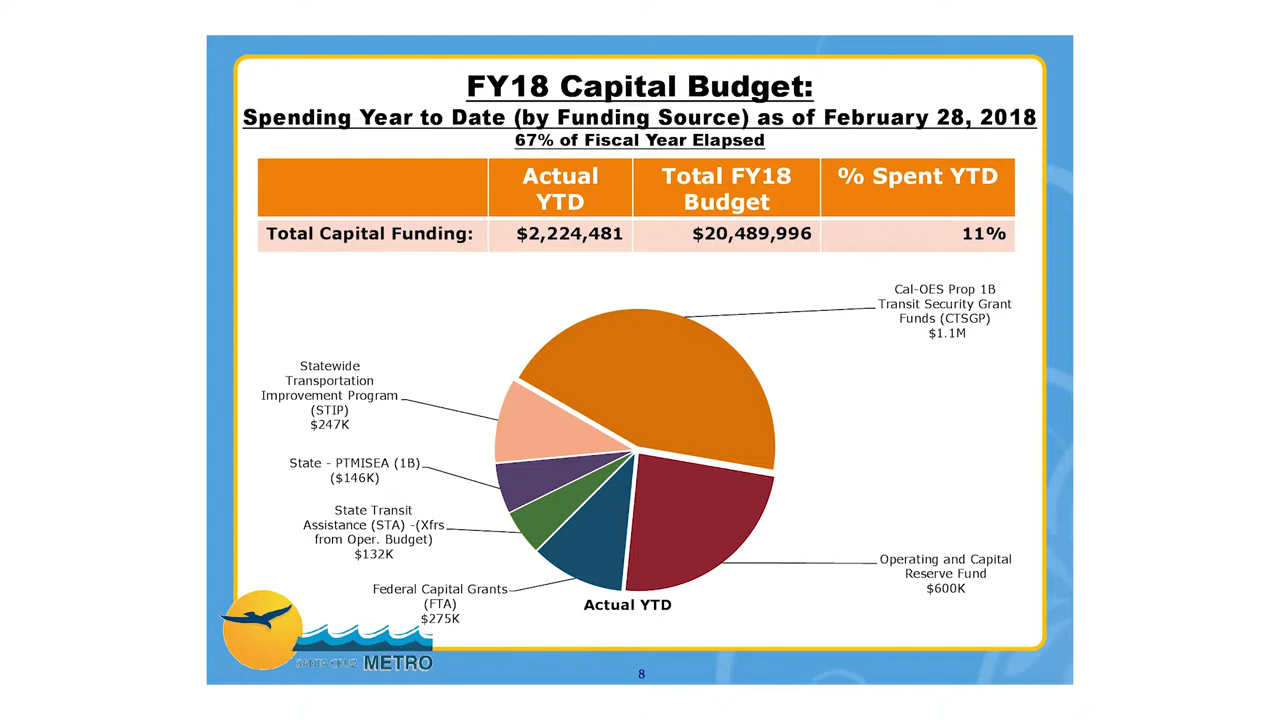 FY18 Capital Budget:
Spending Year to Date (by Funding Source) as of February 28, 2018
67% of Fiscal Year Elapsed
Actual YTD
Total FY18 Budget
% Spent YTD
Total Capital Funding:
$2,224,481
$20,489,996
11%
Cal-OES Prop 1B
Transit Security Grant
Funds (CTSGP)
$1.1M
Statewide
Transportation
Improvement Program
(STIP)
$247K
State - PTMISEA (1B)
($146K)
State Transit
Assistance (STA) -(Xfrs
from Oper. Budget)
$132K
Federal Capital Grants
(FTA)
$275K
Operating and Capital
Reserve Fund
$600K
Actual YTD
SANTA CRUZ METRO
8